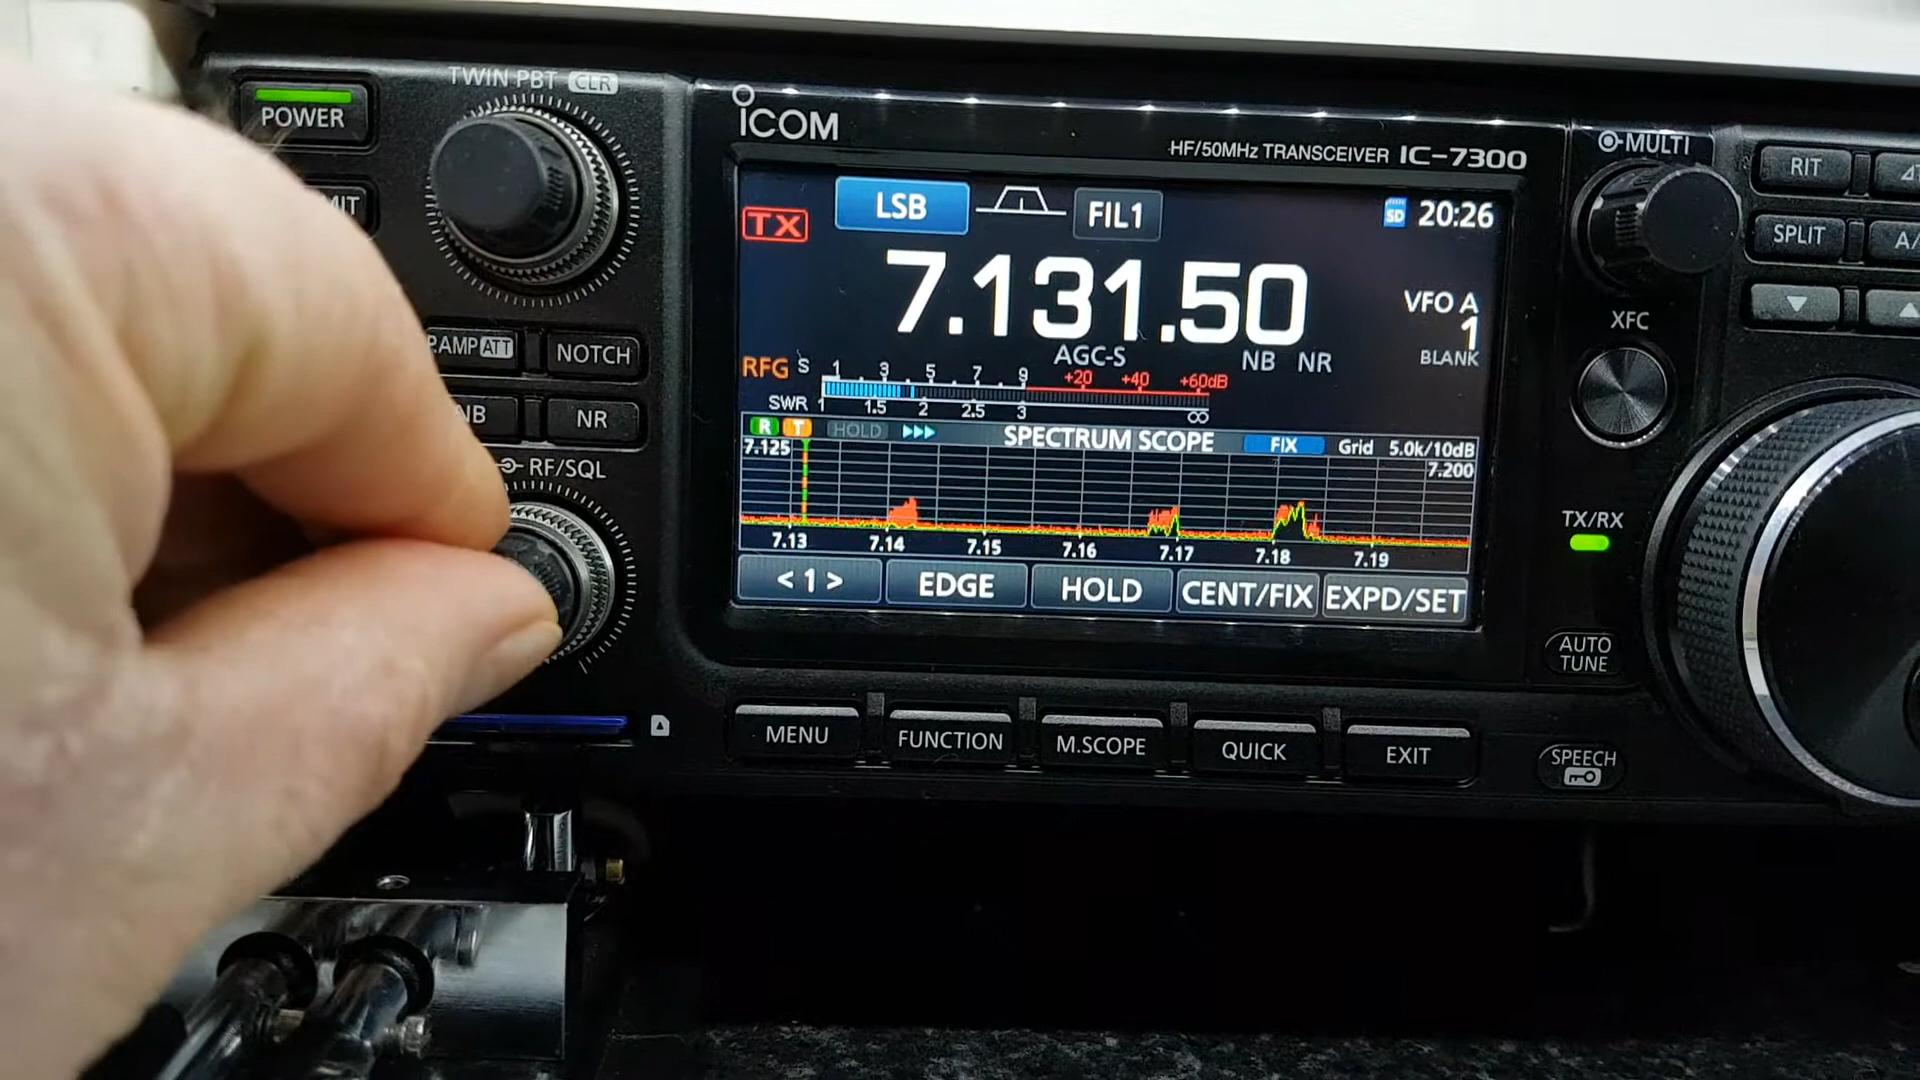 TWIN PBT CLR
POWER
ICOM
HF/50MHz TRANSCEIVER IC-7300
MULTI
RIT
SPLIT
TX
LSB
FIL1
SD 20:26
7.131.50
VFO A
1
BLANK
XFC
P.AMP ATT
NOTCH
NB
NR
RFG
AGC-S
NB NR
S 1 3 5 7 9 +20 +40 +60dB
SWR 1 1.5 2 2.5 3 ∞
R T HOLD SPECTRUM SCOPE FIX Grid 5.0k/10dB
7.125
7.200
7.13 7.14 7.15 7.16 7.17 7.18 7.19
<1> EDGE HOLD CENT/FIX EXPD/SET
RF/SQL
TX/RX
AUTO
TUNE
MENU
FUNCTION
M.SCOPE
QUICK
EXIT
SPEECH